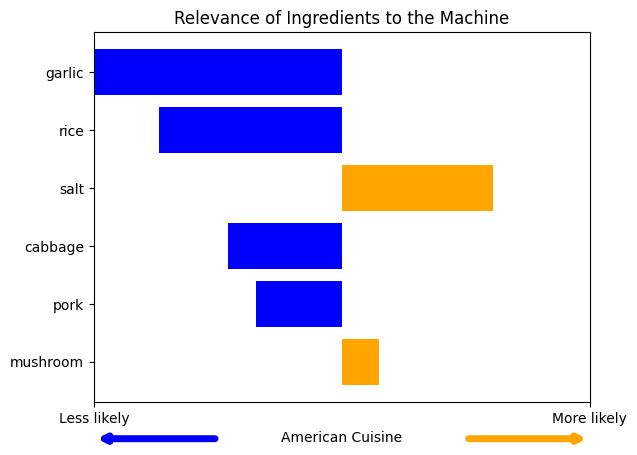 Relevance of Ingredients to the Machine
garlic
rice
salt
cabbage
pork
mushroom
Less likely
More likely
American Cuisine